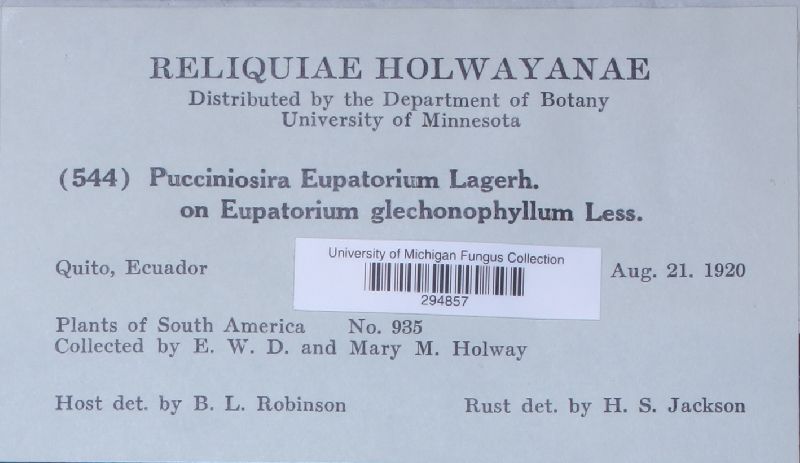 RELIQUIAE HOLWAYANAE
Distributed by the Department of Botany
University of Minnesota
(544) Pucciniosira Eupatorium Lagerh.
on Eupatorium glechonophyllum Less.
Quito, Ecuador
Aug. 21. 1920
University of Michigan Fungus Collection
294857
Plants of South America No. 935
Collected by E. W. D. and Mary M. Holway
Host det. by B. L. Robinson
Rust det. by H. S. Jackson